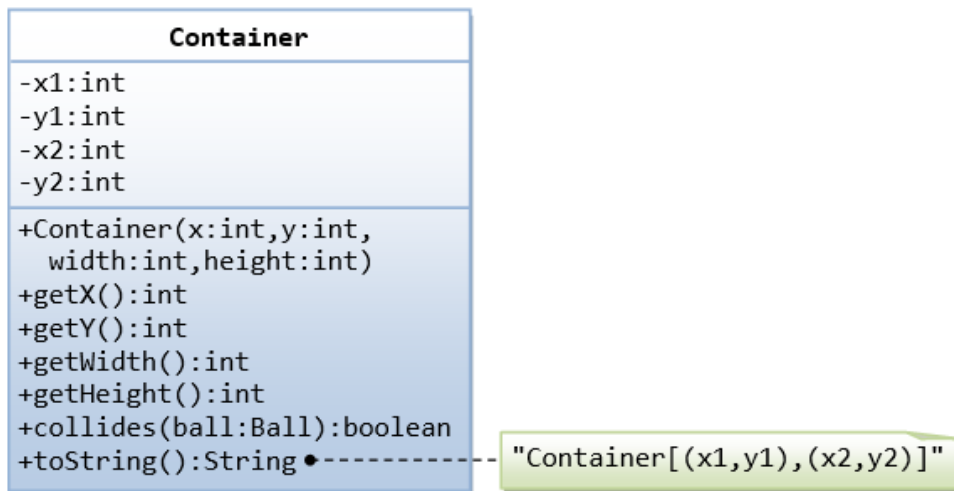 Container
-x1:int
-y1:int
-x2:int
-y2:int
+Container(x:int,y:int,
width:int,height:int)
+getX():int
+getY():int
+getWidth():int
+getHeight():int
+collides(ball:Ball):boolean
+toString():String
"Container[(x1,y1),(x2,y2)]"